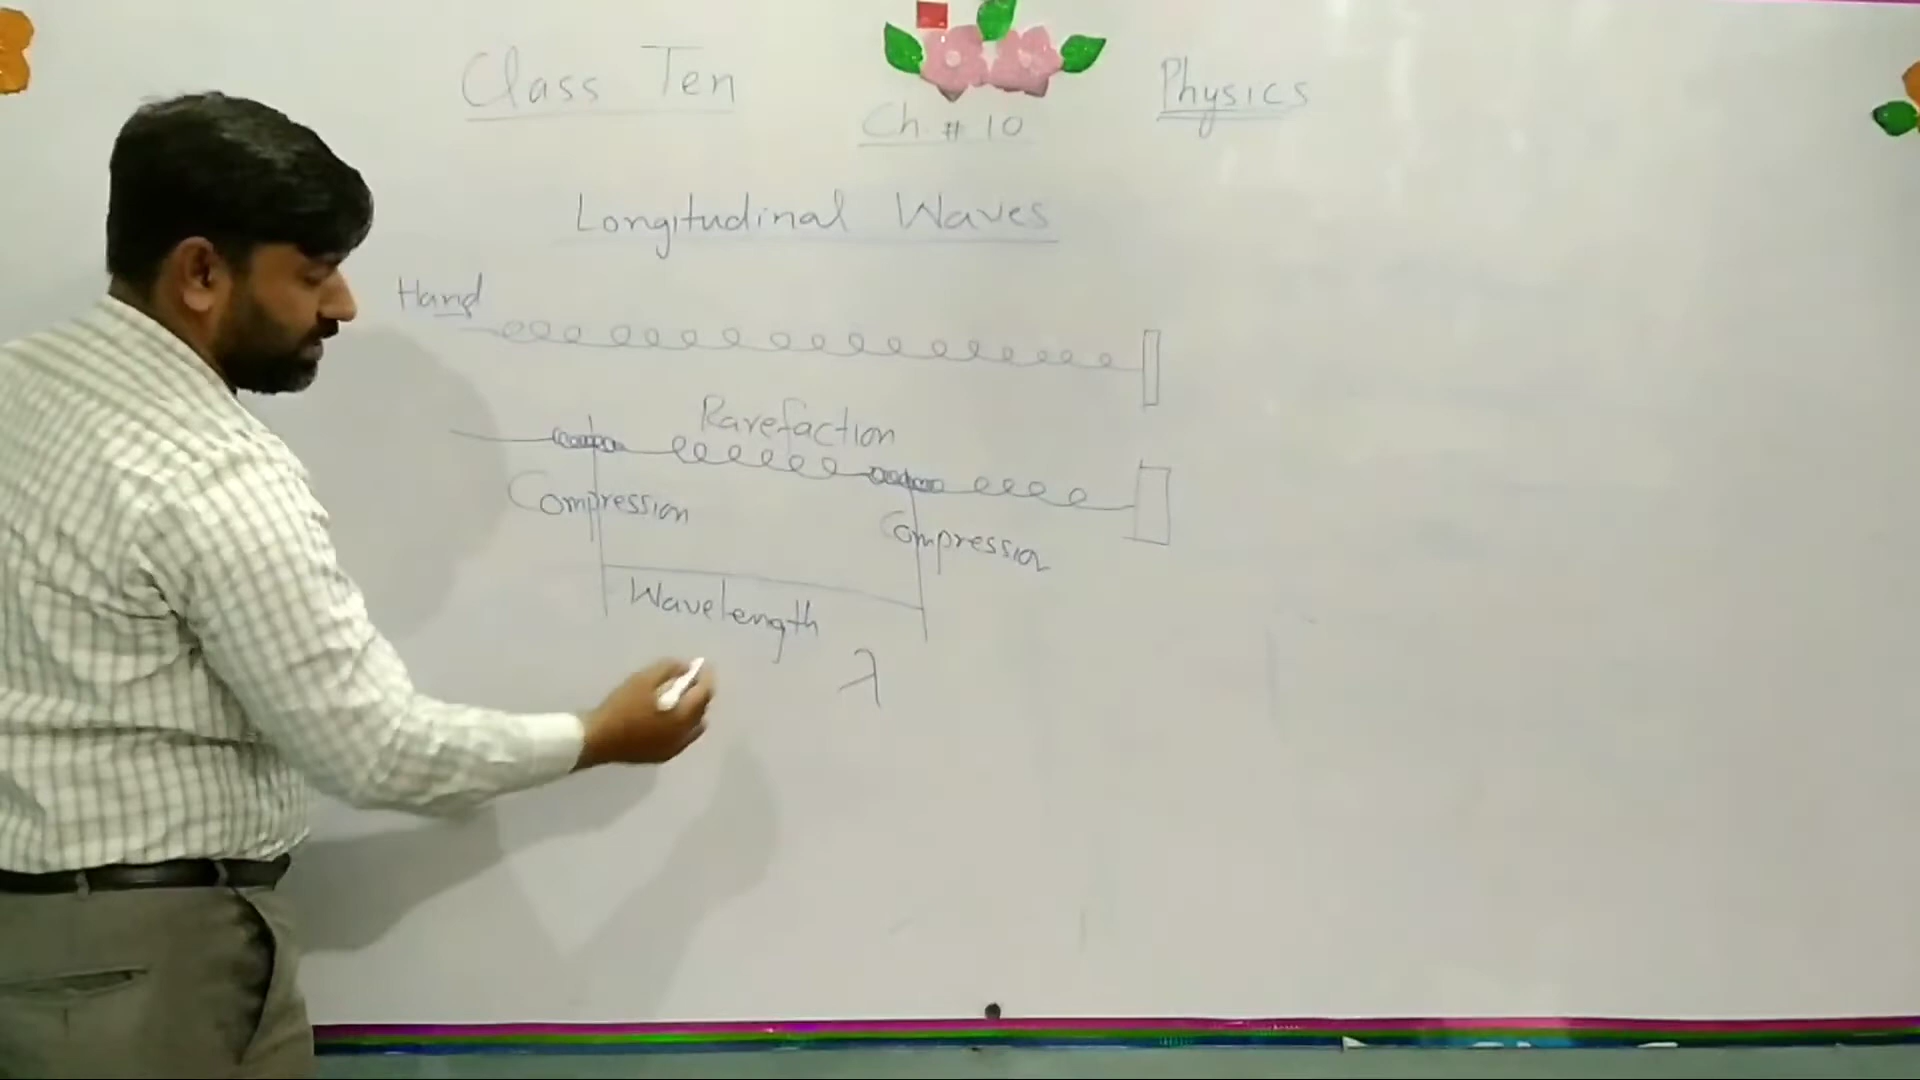 Class Ten
Physics
Ch # 10
Longitudinal Waves
Hand
Rarefaction
Compression
Compression
Wavelength
λ